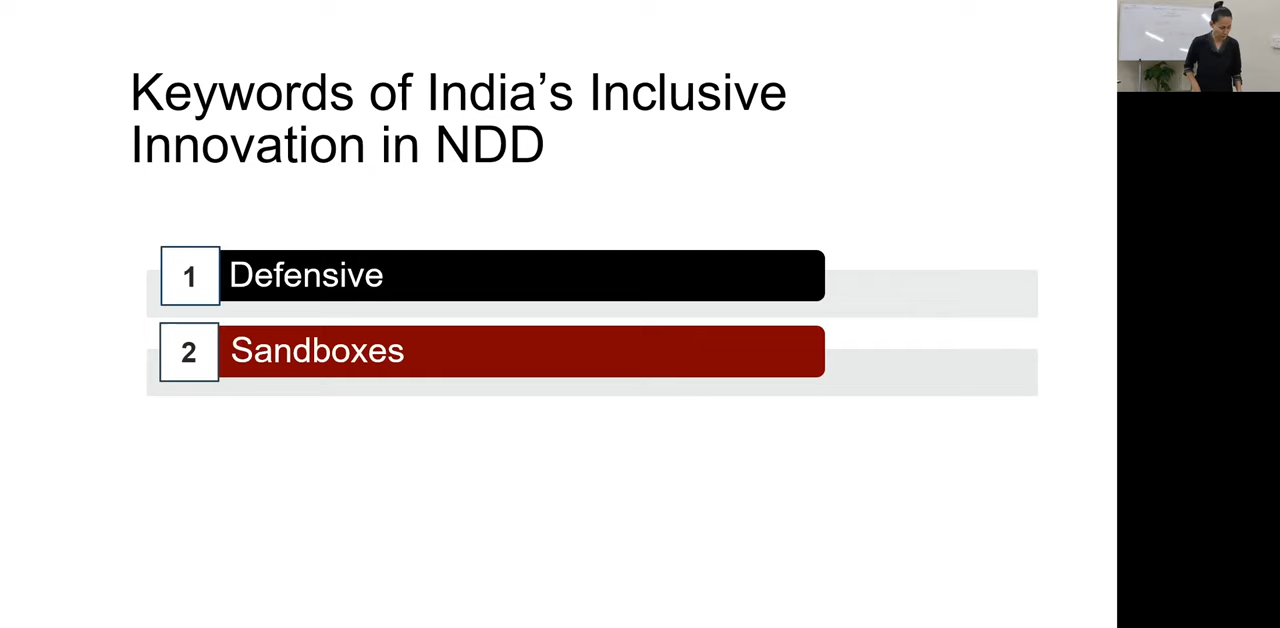 Keywords of India’s Inclusive
Innovation in NDD
1 Defensive
2 Sandboxes